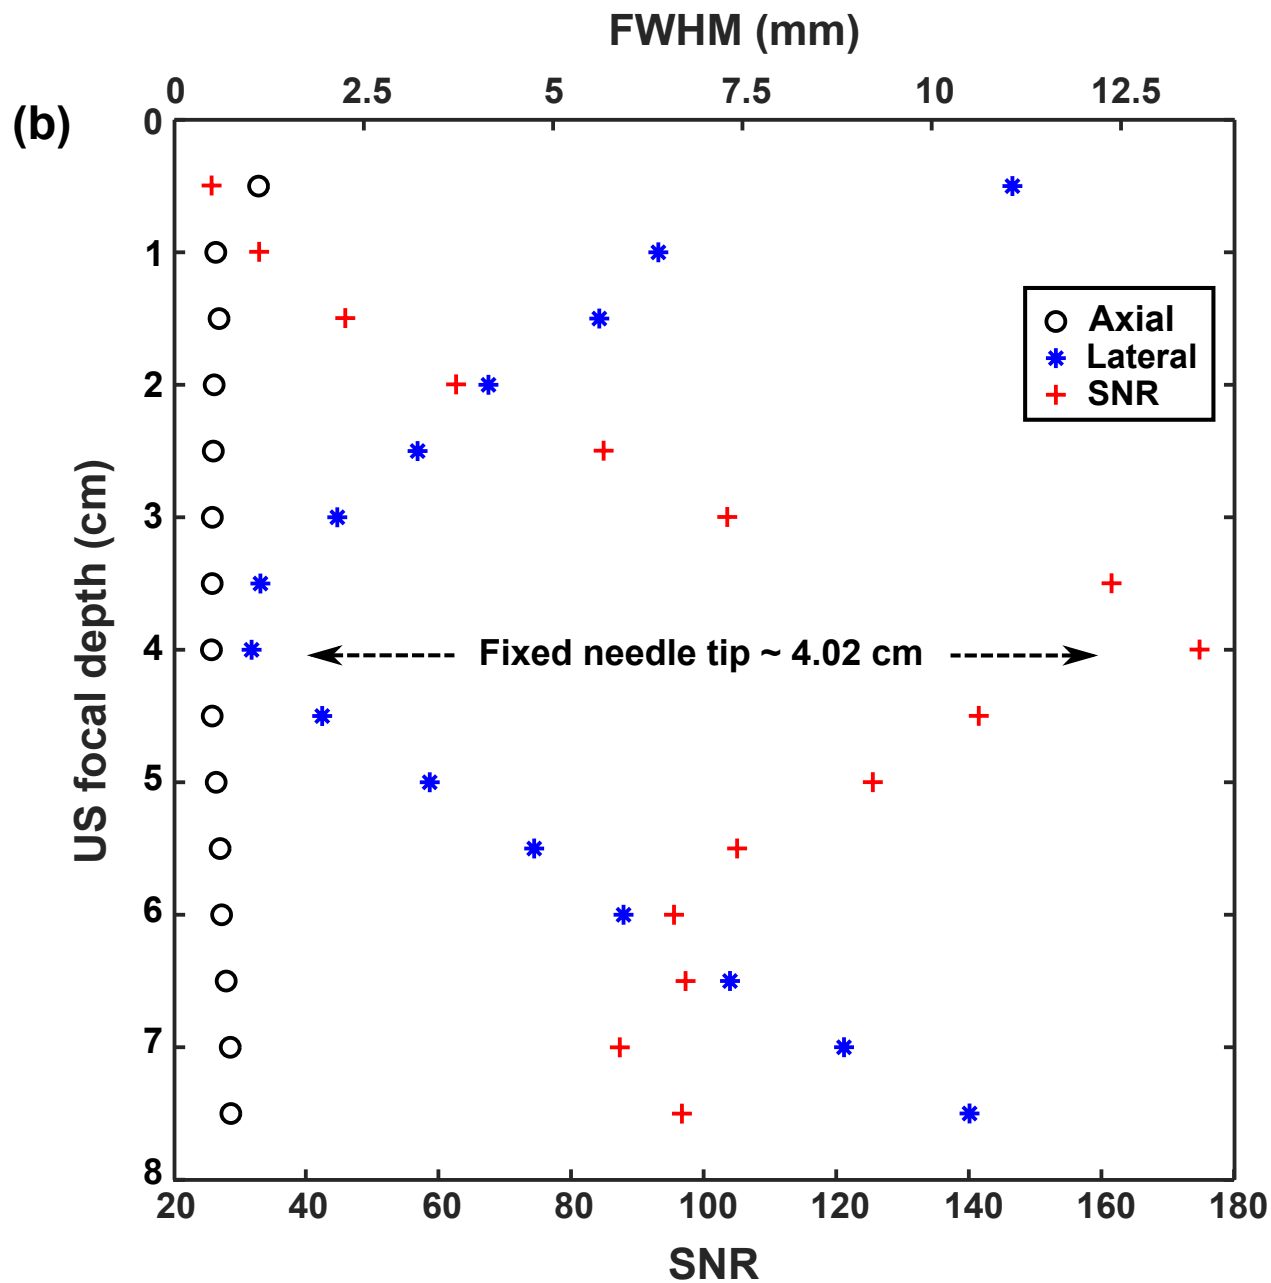 FWHM (mm)
0 2.5 5 7.5 10 12.5
(b)
0
1
2
3
4
5
6
7
8
US focal depth (cm)
Axial
Lateral
SNR
Fixed needle tip ~ 4.02 cm
20 40 60 80 100 120 140 160 180
SNR